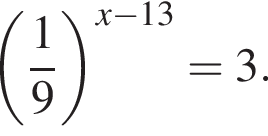 (1/9)^{x−13} = 3.